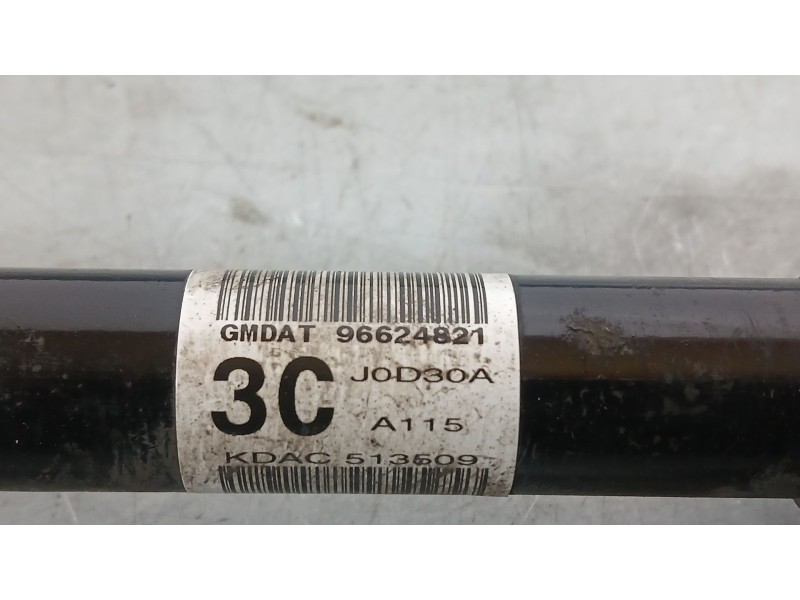 GMDAT 96624821
3C J0D30A
A115
KDAC 513509